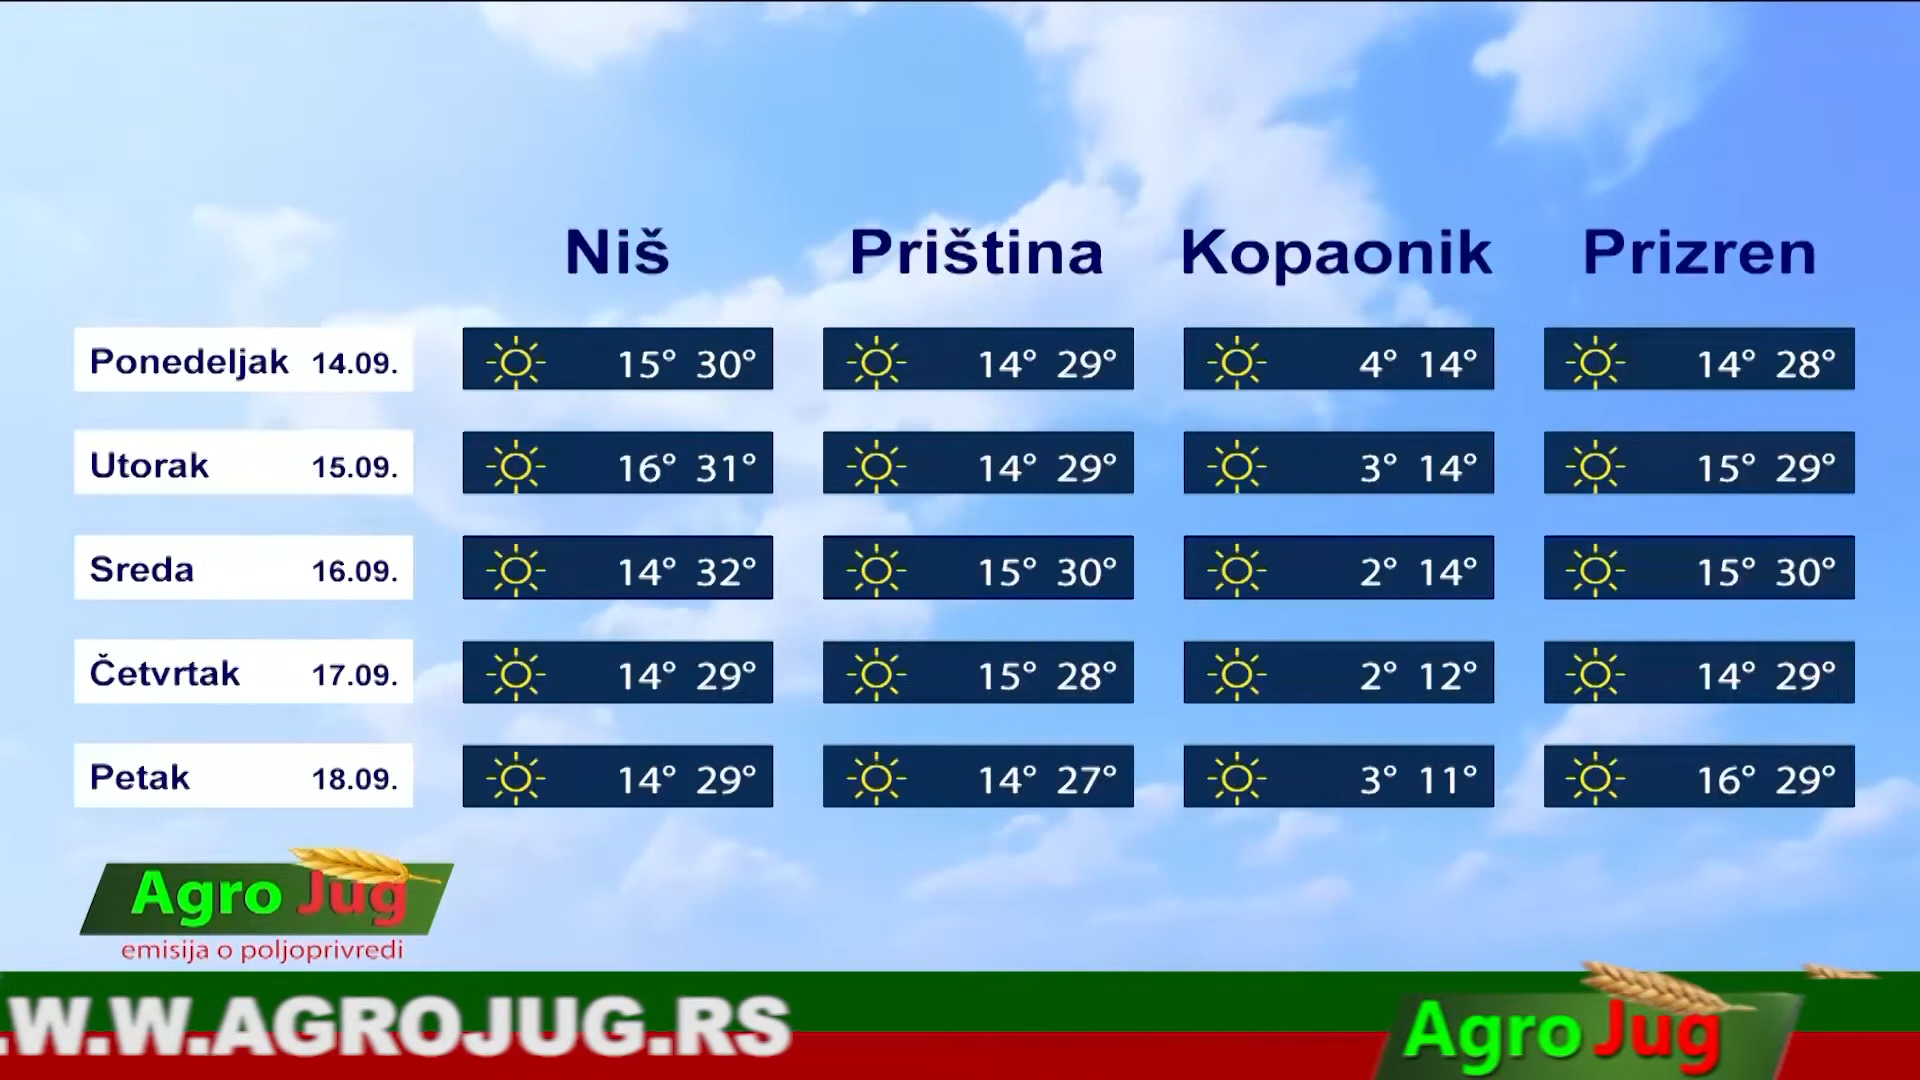 Niš Priština Kopaonik Prizren
Ponedeljak 14.09. 15° 30° 14° 29° 4° 14° 14° 28°
Utorak 15.09. 16° 31° 14° 29° 3° 14° 15° 29°
Sreda 16.09. 14° 32° 15° 30° 2° 14° 15° 30°
Četvrtak 17.09. 14° 29° 15° 28° 2° 12° 14° 29°
Petak 18.09. 14° 29° 14° 27° 3° 11° 16° 29°
Agro Jug
emisija o poljoprivredi
.W.W.AGROJUG.RS
Agro Jug